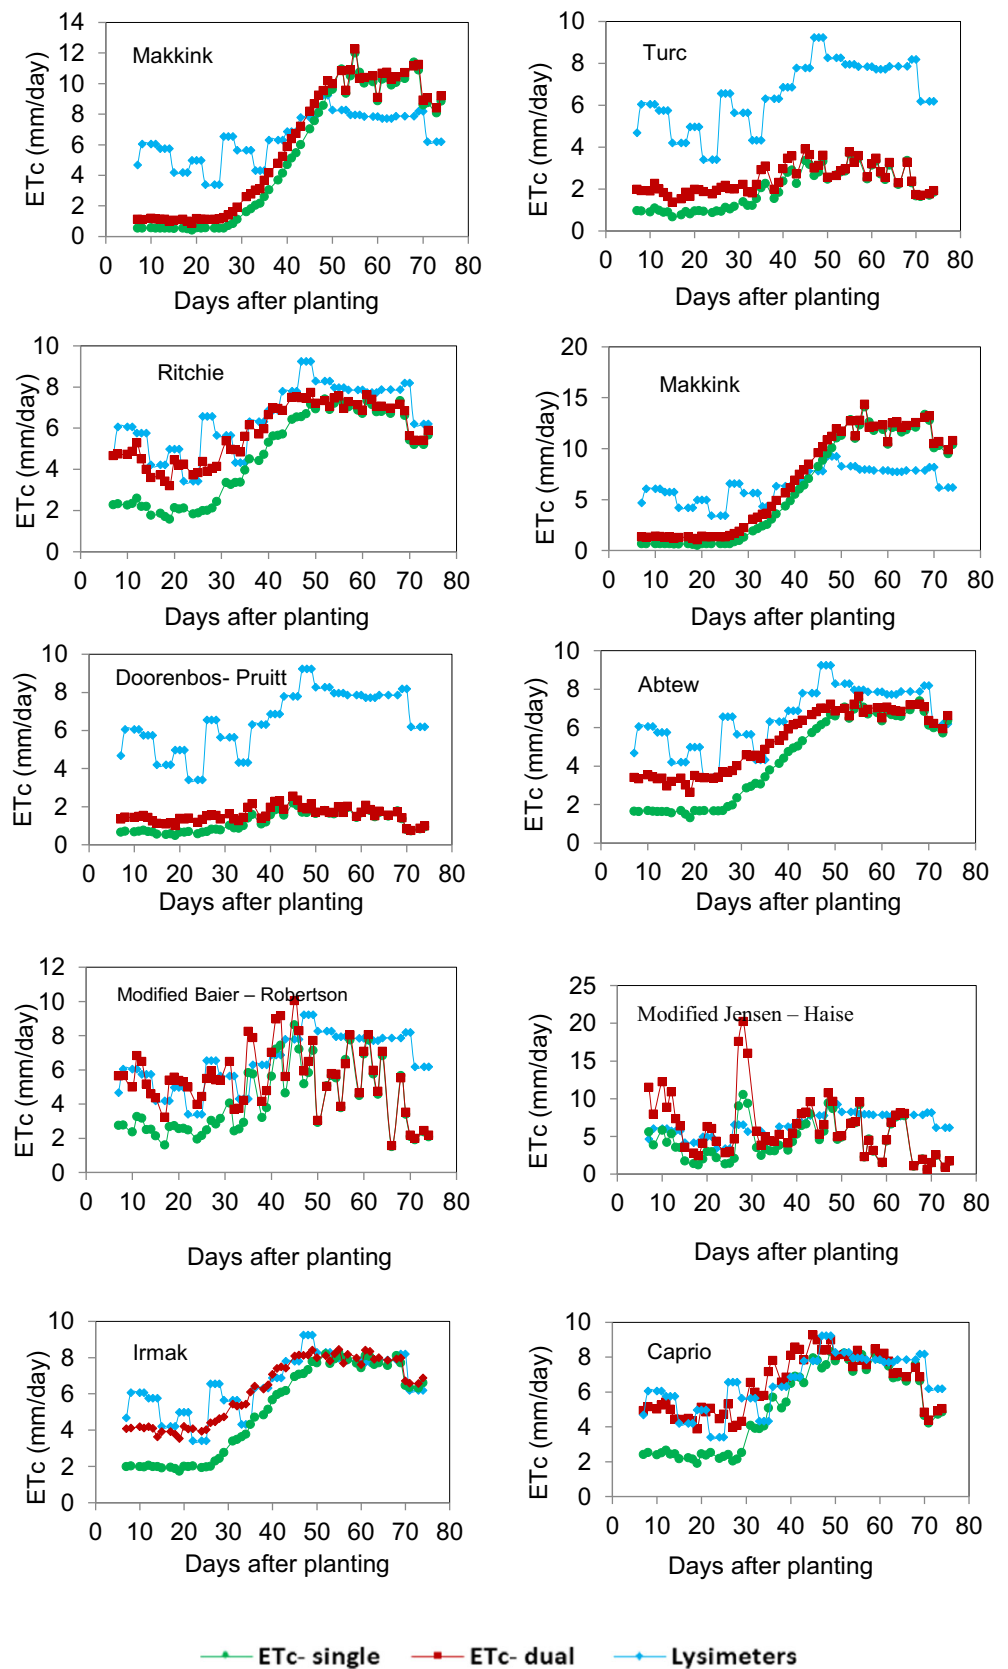 14
12
10
8
6
4
2
0
ETc (mm/day)
Makkink
0 10 20 30 40 50 60 70 80
Days after planting
10
8
6
4
2
0
ETc (mm/day)
Turc
0 10 20 30 40 50 60 70 80
Days after planting
10
8
6
4
2
0
ETc (mm/day)
Ritchie
0 10 20 30 40 50 60 70 80
Days after planting
20
15
10
5
0
ETc (mm/day)
Makkink
0 10 20 30 40 50 60 70 80
Days after planting
10
8
6
4
2
0
ETc (mm/day)
Doorenbos- Pruitt
0 10 20 30 40 50 60 70 80
Days after planting
10
8
6
4
2
0
ETc (mm/day)
Abtew
0 10 20 30 40 50 60 70 80
Days after planting
12
10
8
6
4
2
0
ETc (mm/day)
Modified Baier – Robertson
0 10 20 30 40 50 60 70 80
Days after planting
25
20
15
10
5
0
ETc (mm/day)
Modified Jensen – Haise
0 10 20 30 40 50 60 70 80
Days after planting
10
8
6
4
2
0
ETc (mm/day)
Irmak
0 10 20 30 40 50 60 70 80
Days after planting
10
8
6
4
2
0
ETc (mm/day)
Caprio
0 10 20 30 40 50 60 70 80
Days after planting
ETc- single ETc- dual Lysimeters